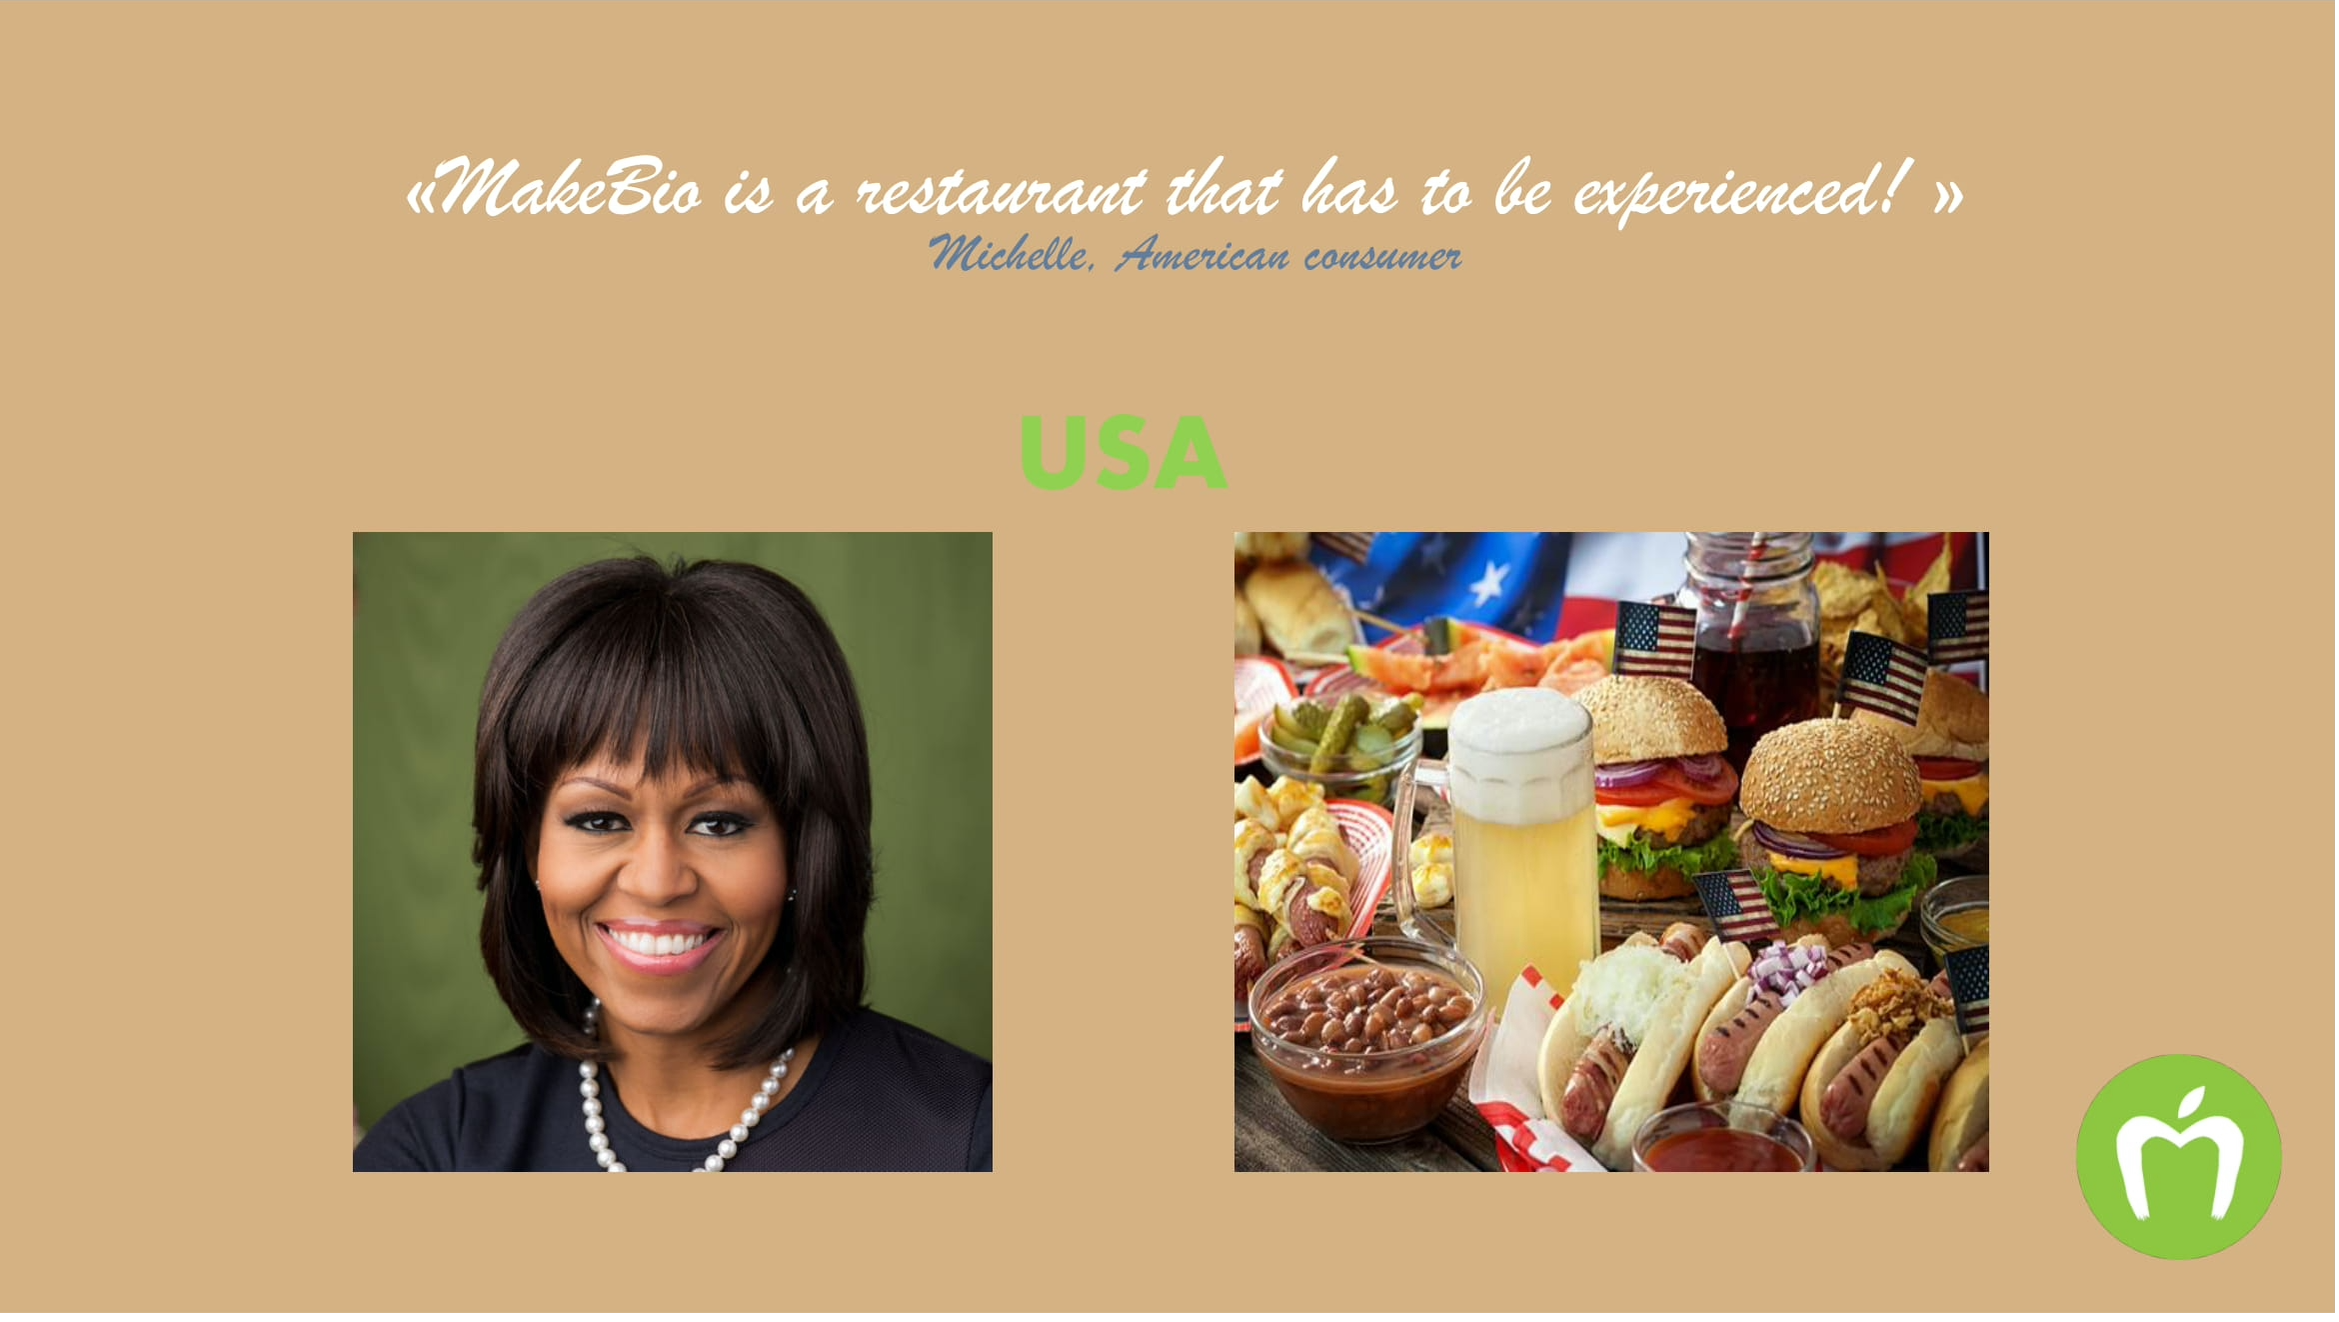 «MakeBio is a restaurant that has to be experienced! »
Michelle, American consumer
USA